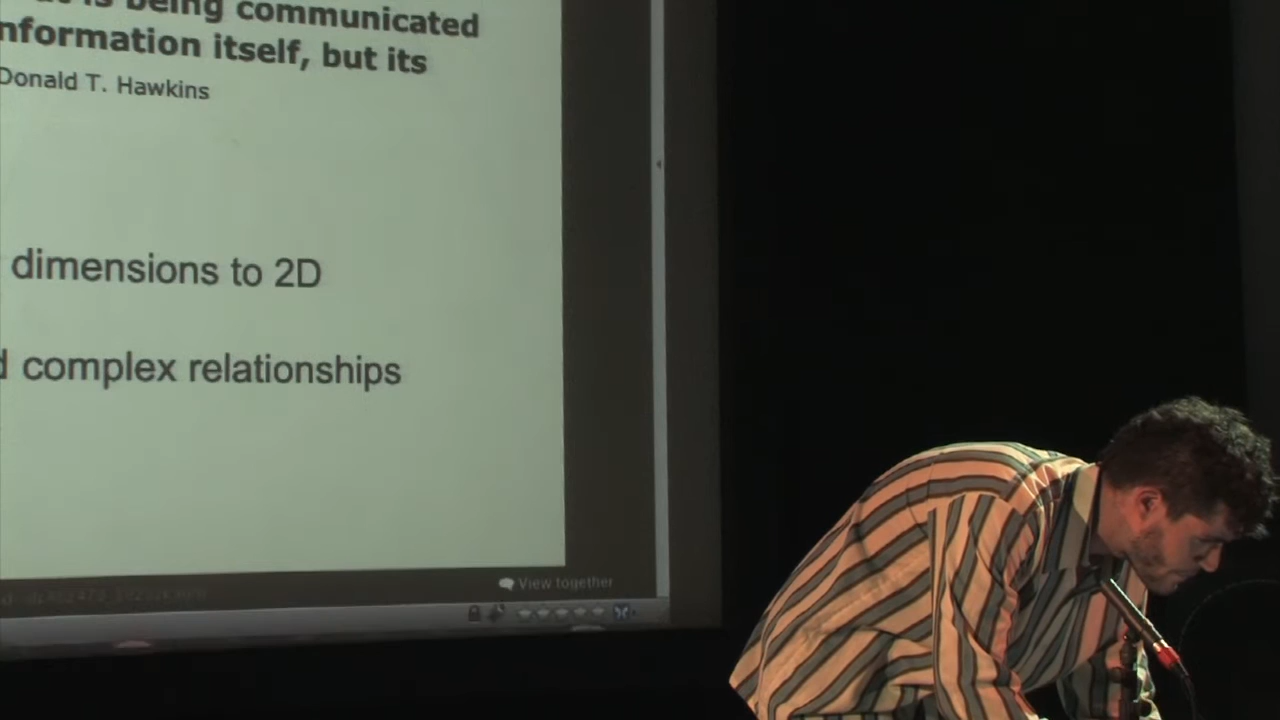 is being communicated
nformation itself, but its
Donald T. Hawkins
dimensions to 2D
d complex relationships
View together